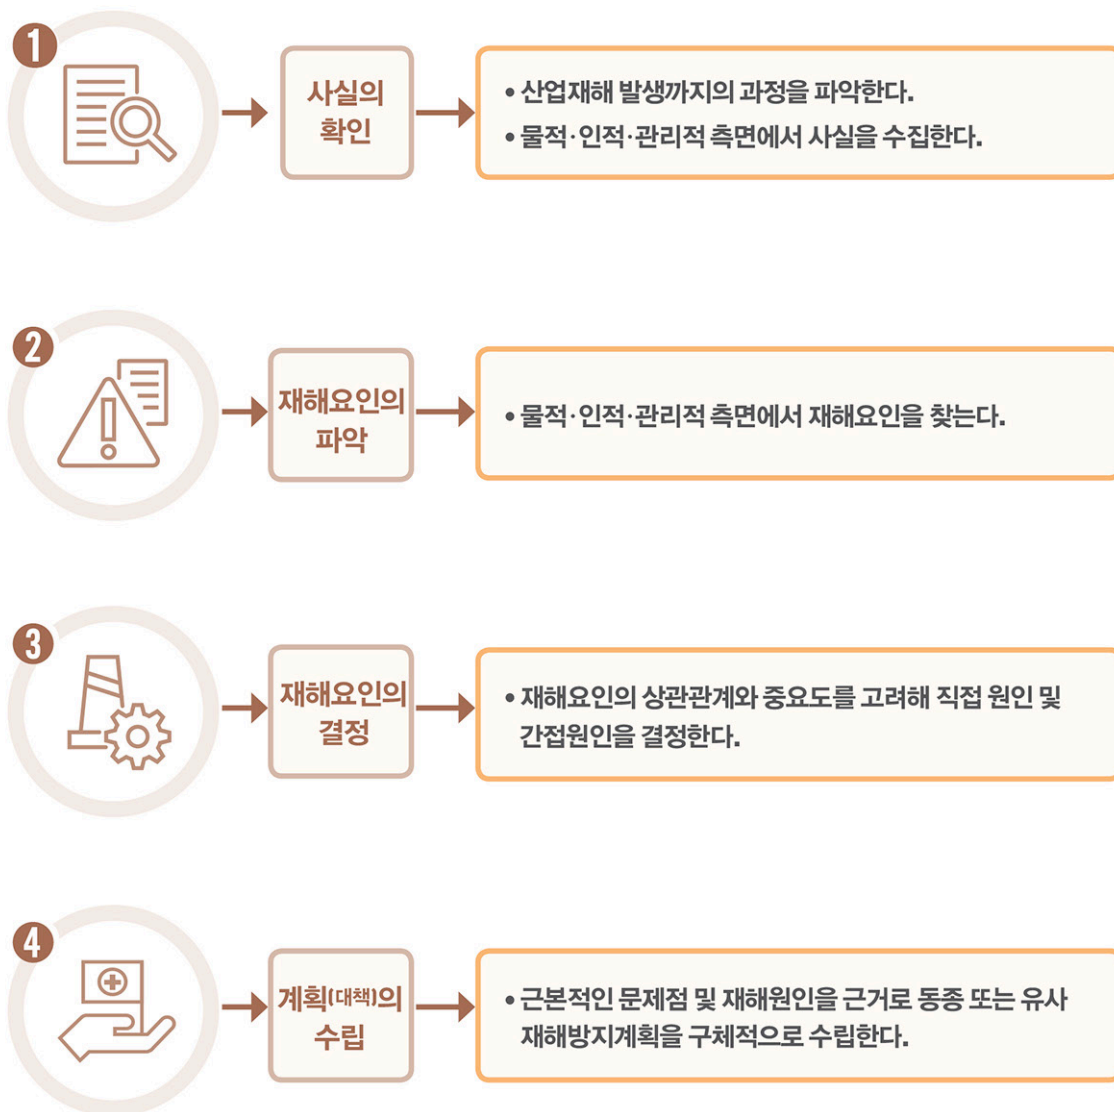 1
사실의
확인
• 산업재해 발생까지의 과정을 파악한다.
• 물적·인적·관리적 측면에서 사실을 수집한다.
2
재해요인의
파악
• 물적·인적·관리적 측면에서 재해요인을 찾는다.
3
재해요인의
결정
• 재해요인의 상관관계와 중요도를 고려해 직접 원인 및
간접원인을 결정한다.
4
계획(대책)의
수립
• 근본적인 문제점 및 재해원인을 근거로 동종 또는 유사
재해방지계획을 구체적으로 수립한다.